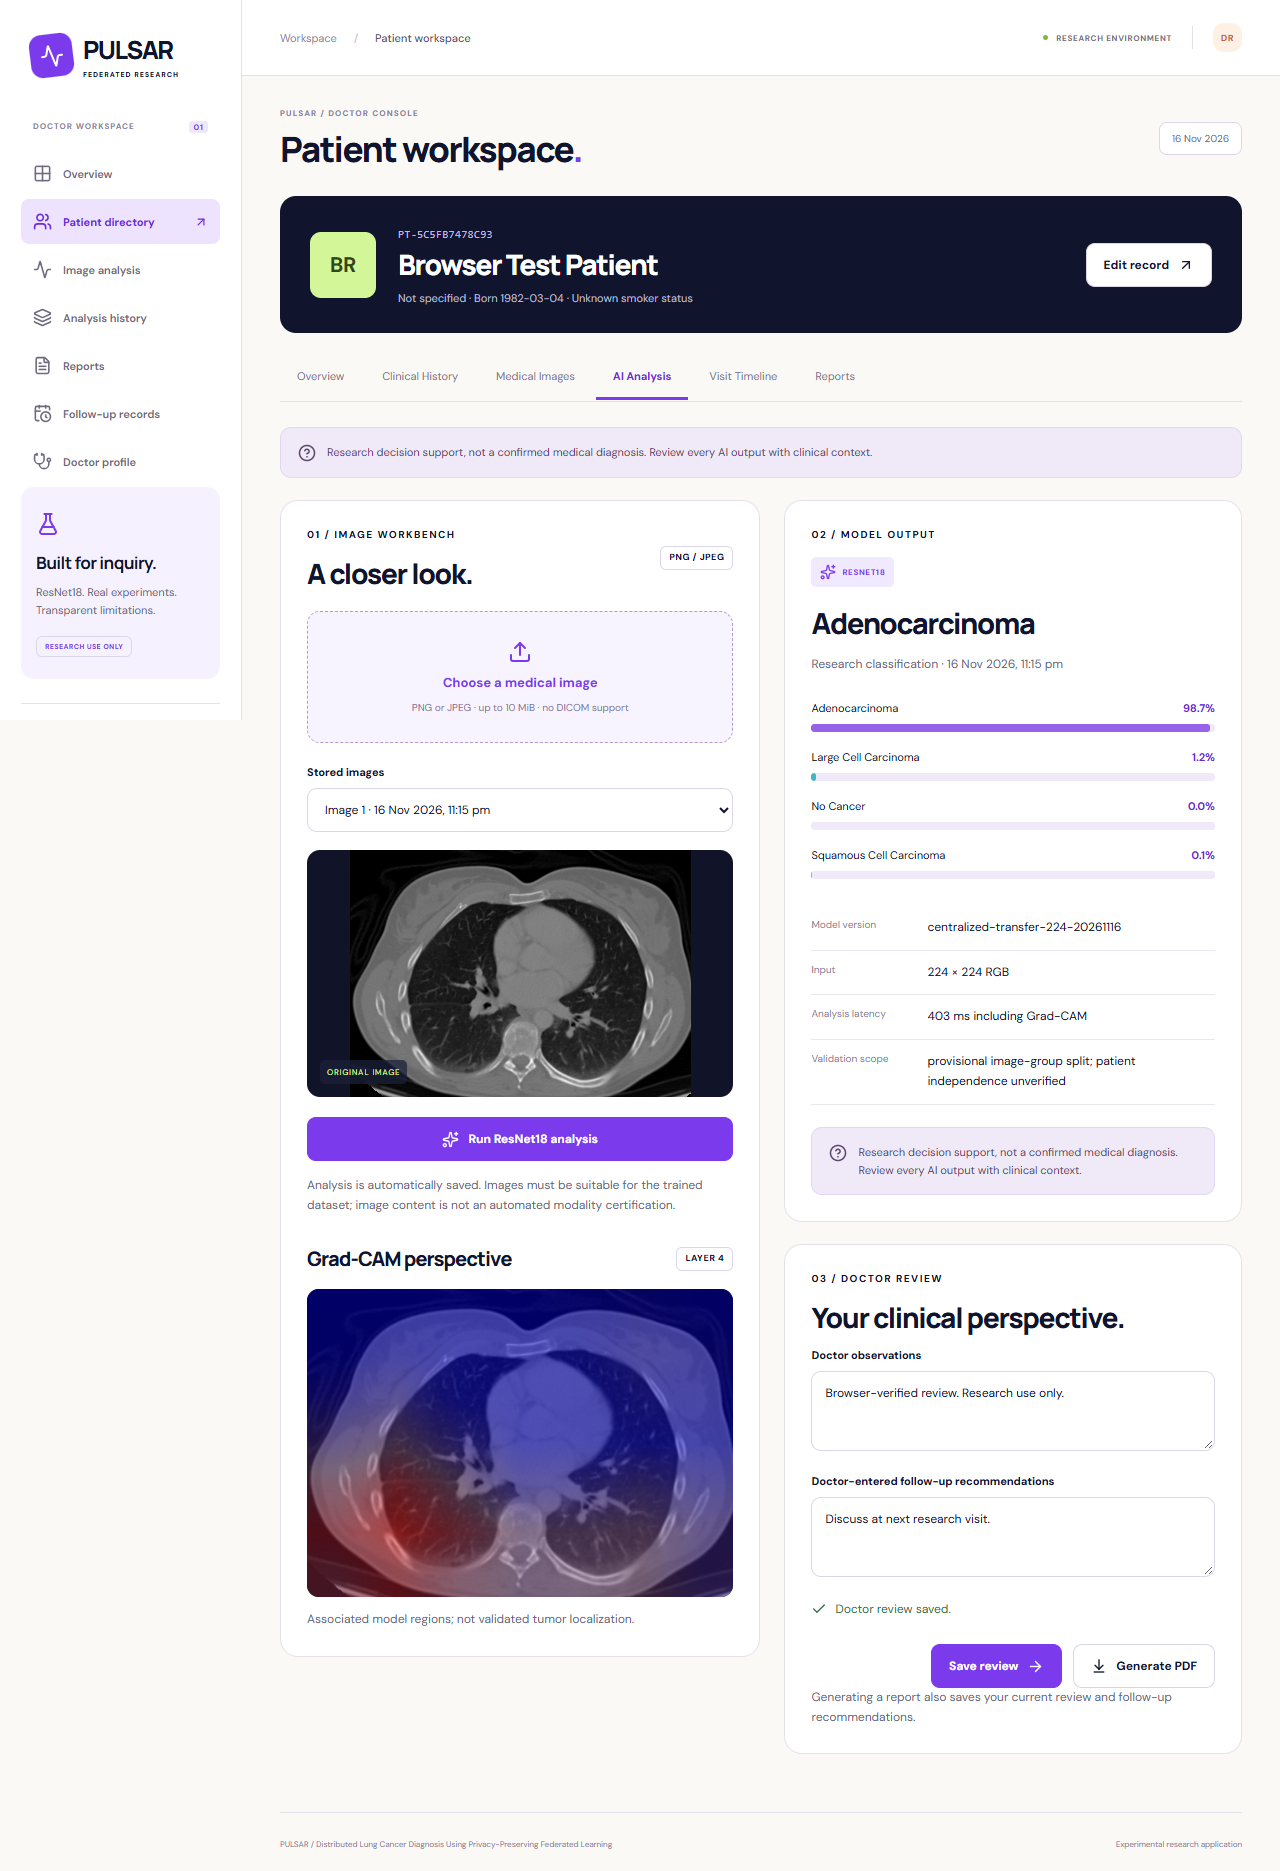 PULSAR
FEDERATED RESEARCH
DOCTOR WORKSPACE 01
Overview
Patient directory
Image analysis
Analysis history
Reports
Follow-up records
Doctor profile
Built for inquiry.
ResNet18. Real experiments.
Transparent limitations.
RESEARCH USE ONLY
Workspace / Patient workspace
RESEARCH ENVIRONMENT
DR
PULSAR / DOCTOR CONSOLE
Patient workspace.
16 Nov 2026
BR
PT-5C5FB7478C93
Browser Test Patient
Not specified · Born 1982-03-04 · Unknown smoker status
Edit record
Overview Clinical History Medical Images AI Analysis Visit Timeline Reports
Research decision support, not a confirmed medical diagnosis. Review every AI output with clinical context.
01 / IMAGE WORKBENCH
A closer look.
PNG / JPEG
Choose a medical image
PNG or JPEG · up to 10 MiB · no DICOM support
Stored images
Image 1 · 16 Nov 2026, 11:15 pm
ORIGINAL IMAGE
Run ResNet18 analysis
Analysis is automatically saved. Images must be suitable for the trained
dataset; image content is not an automated modality certification.
Grad-CAM perspective
LAYER 4
Associated model regions; not validated tumor localization.
02 / MODEL OUTPUT
RESNET18
Adenocarcinoma
Research classification · 16 Nov 2026, 11:15 pm
Adenocarcinoma 98.7%
Large Cell Carcinoma 1.2%
No Cancer 0.0%
Squamous Cell Carcinoma 0.1%
Model version centralized-transfer-224-20261116
Input 224 × 224 RGB
Analysis latency 403 ms including Grad-CAM
Validation scope provisional image-group split; patient
independence unverified
Research decision support, not a confirmed medical diagnosis.
Review every AI output with clinical context.
03 / DOCTOR REVIEW
Your clinical perspective.
Doctor observations
Browser-verified review. Research use only.
Doctor-entered follow-up recommendations
Discuss at next research visit.
Doctor review saved.
Save review
Generate PDF
Generating a report also saves your current review and follow-up
recommendations.
PULSAR / Distributed Lung Cancer Diagnosis Using Privacy-Preserving Federated Learning
Experimental research application